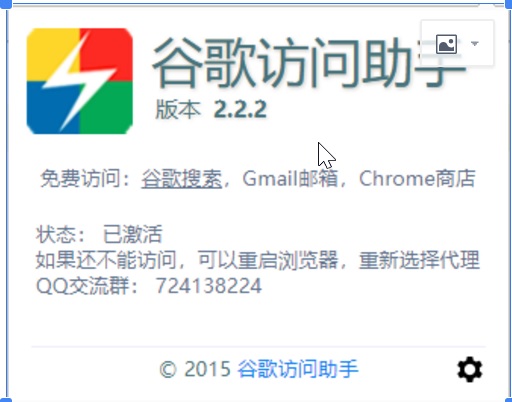 谷歌访问助手
版本 2.2.2
免费访问：谷歌搜索，Gmail邮箱，Chrome商店
状态： 已激活
如果还不能访问，可以重启浏览器，重新选择代理
QQ交流群： 724138224
© 2015 谷歌访问助手